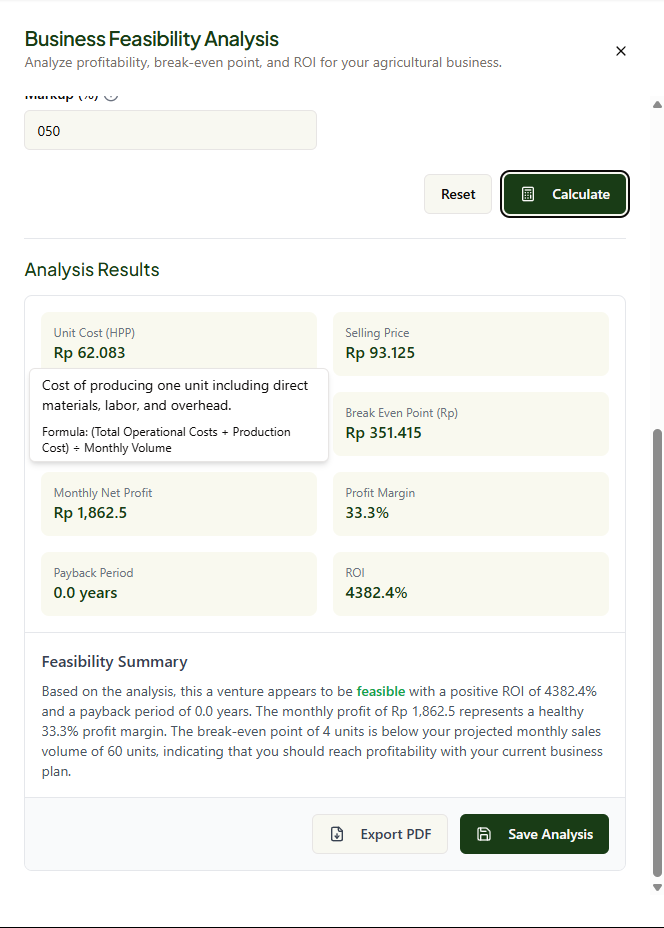 Business Feasibility Analysis
Analyze profitability, break-even point, and ROI for your agricultural business.
Markup (%)
050
Reset
Calculate
Analysis Results
Unit Cost (HPP)
Rp 62.083
Selling Price
Rp 93.125
Cost of producing one unit including direct
materials, labor, and overhead.
Formula: (Total Operational Costs + Production
Cost) ÷ Monthly Volume
Break Even Point (Rp)
Rp 351.415
Monthly Net Profit
Rp 1,862.5
Profit Margin
33.3%
Payback Period
0.0 years
ROI
4382.4%
Feasibility Summary
Based on the analysis, this a venture appears to be feasible with a positive ROI of 4382.4%
and a payback period of 0.0 years. The monthly profit of Rp 1,862.5 represents a healthy
33.3% profit margin. The break-even point of 4 units is below your projected monthly sales
volume of 60 units, indicating that you should reach profitability with your current business
plan.
Export PDF
Save Analysis